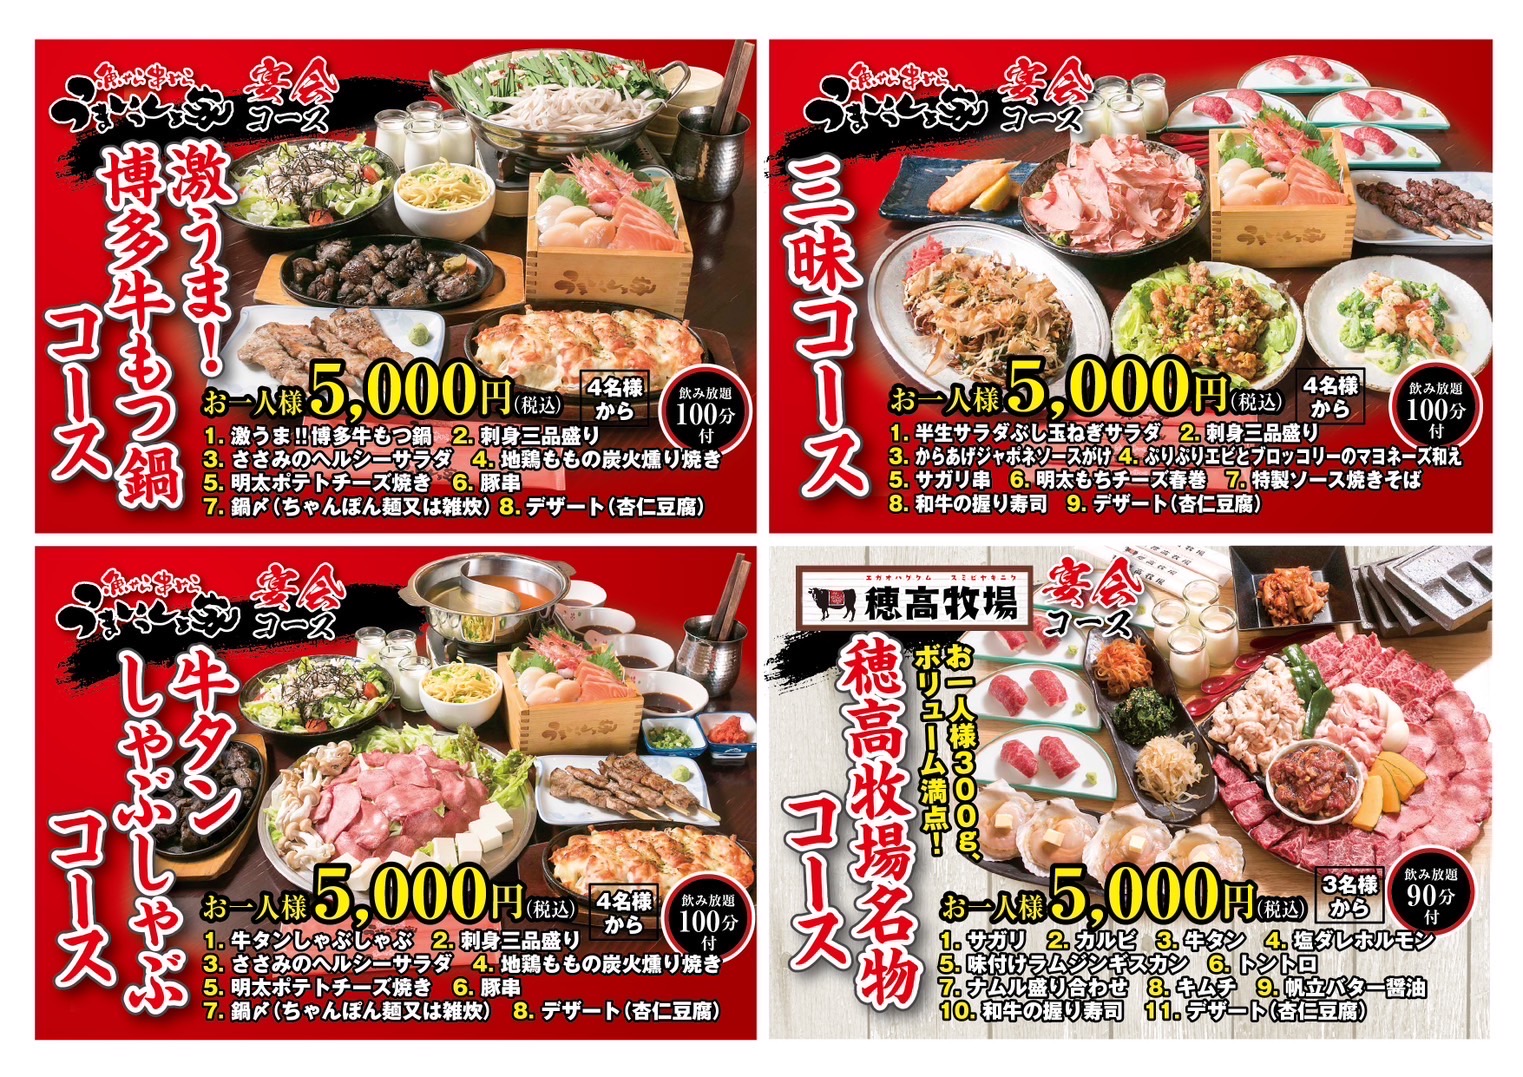 魚から串から
うまいっしょ家
宴会
コース
激うま!
博多牛もつ鍋
コース
お一人様5,000円(税込)
4名様
から
飲み放題
100分
付
1. 激うま!!博多牛もつ鍋 2. 刺身三品盛り
3. ささみのヘルシーサラダ 4. 地鶏ももの炭火燻り焼き
5. 明太ポテトチーズ焼き 6. 豚串
7. 鍋〆(ちゃんぽん麺又は雑炊) 8. デザート(杏仁豆腐)
魚から串から
うまいっしょ家
宴会
コース
三昧コース
お一人様5,000円(税込)
4名様
から
飲み放題
100分
付
1. 半生サラダぶし玉ねぎサラダ 2. 刺身三品盛り
3. からあげジャポネソースがけ 4. ぷりぷりエビとブロッコリーのマヨネーズ和え
5. サガリ串 6. 明太もちチーズ春巻 7. 特製ソース焼きそば
8. 和牛の握り寿司 9. デザート(杏仁豆腐)
魚から串から
うまいっしょ家
宴会
コース
牛タン
しゃぶしゃぶ
コース
お一人様5,000円(税込)
4名様
から
飲み放題
100分
付
1. 牛タンしゃぶしゃぶ 2. 刺身三品盛り
3. ささみのヘルシーサラダ 4. 地鶏ももの炭火燻り焼き
5. 明太ポテトチーズ焼き 6. 豚串
7. 鍋〆(ちゃんぽん麺又は雑炊) 8. デザート(杏仁豆腐)
エガオハグクム スミビヤキニク
穂高牧場
宴会
コース
お一人様300g、
ボリューム満点!
穂高牧場名物
コース
お一人様5,000円(税込)
3名様
から
飲み放題
90分
付
1. サガリ 2. カルビ 3. 牛タン 4. 塩ダレホルモン
5. 味付けラムジンギスカン 6. トントロ
7. ナムル盛り合わせ 8. キムチ 9. 帆立バター醤油
10. 和牛の握り寿司 11. デザート(杏仁豆腐)